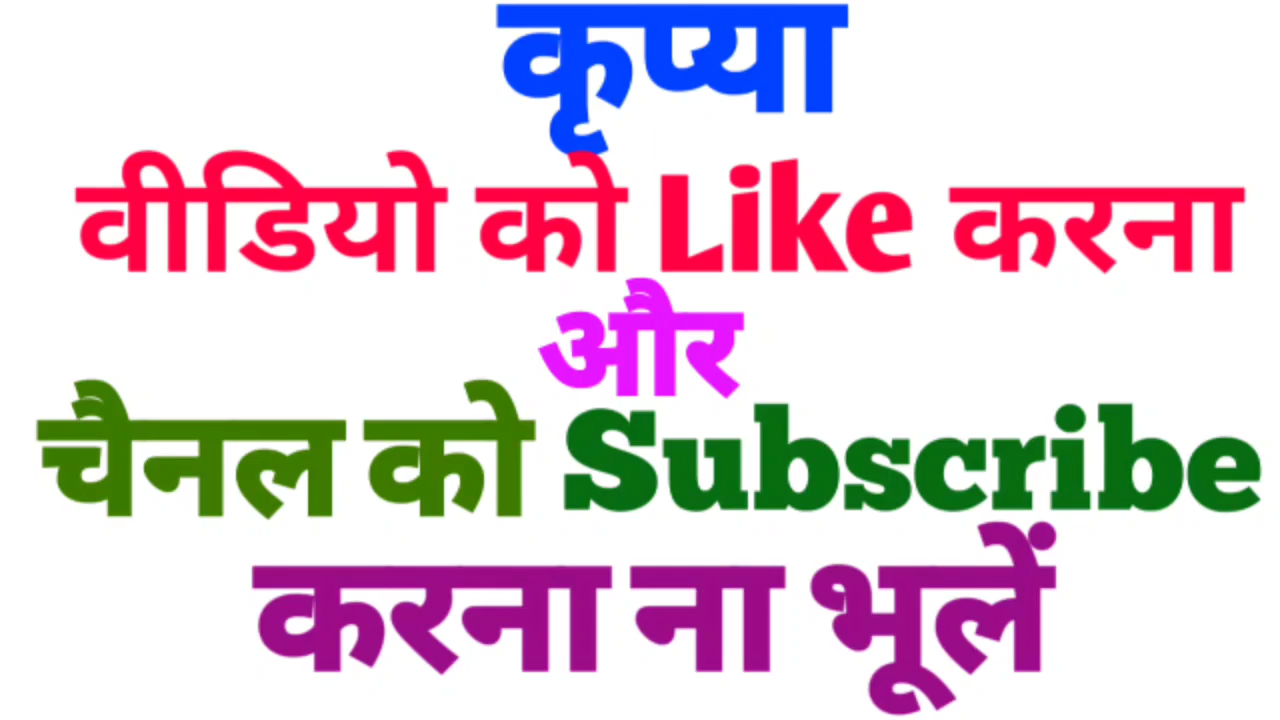 कृप्या
वीडियो को Like करना
और
चैनल को Subscribe
करना ना भूलें